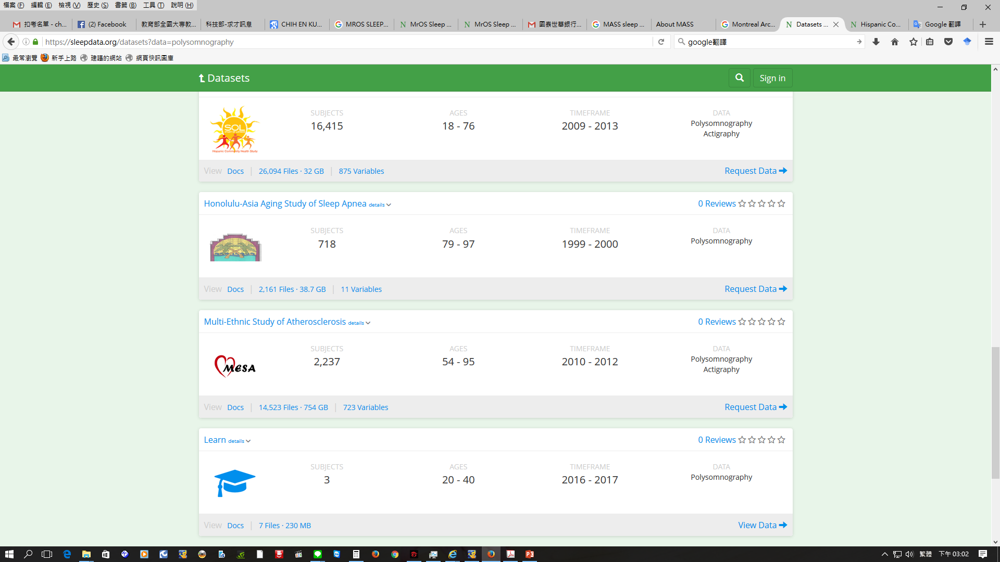 檔案 (F) 編輯 (E) 檢視 (V) 歷史 (S) 書籤 (B) 工具 (T) 說明 (H)
扣考名單 - ch... (2) Facebook 教育部全國大專教... 科技部-求才訊息 CHIH EN KU... MROS SLEEP... MrOS Sleep ... MrOS Sleep ... 國泰世華銀行... MASS sleep ... About MASS Montreal Arc... Datasets ... Hispanic Co... Google 翻譯
https://sleepdata.org/datasets?data=polysomnography google翻譯
最常瀏覽 新手上路 建議的網站 網頁快訊圖庫
Datasets Sign in
SUBJECTS AGES TIMEFRAME DATA
16,415 18 - 76 2009 - 2013 Polysomnography
Actigraphy
SOL
STUDY OF LATINOS
Hispanic Community Health Study
View Docs 26,094 Files · 32 GB 875 Variables Request Data
Honolulu-Asia Aging Study of Sleep Apnea details 0 Reviews
SUBJECTS AGES TIMEFRAME DATA
718 79 - 97 1999 - 2000 Polysomnography
View Docs 2,161 Files · 38.7 GB 11 Variables Request Data
Multi-Ethnic Study of Atherosclerosis details 0 Reviews
SUBJECTS AGES TIMEFRAME DATA
2,237 54 - 95 2010 - 2012 Polysomnography
Actigraphy
MESA
View Docs 14,523 Files · 754 GB 723 Variables Request Data
Learn details 0 Reviews
SUBJECTS AGES TIMEFRAME DATA
3 20 - 40 2016 - 2017 Polysomnography
View Docs 7 Files · 230 MB View Data
繁體 下午 03:02